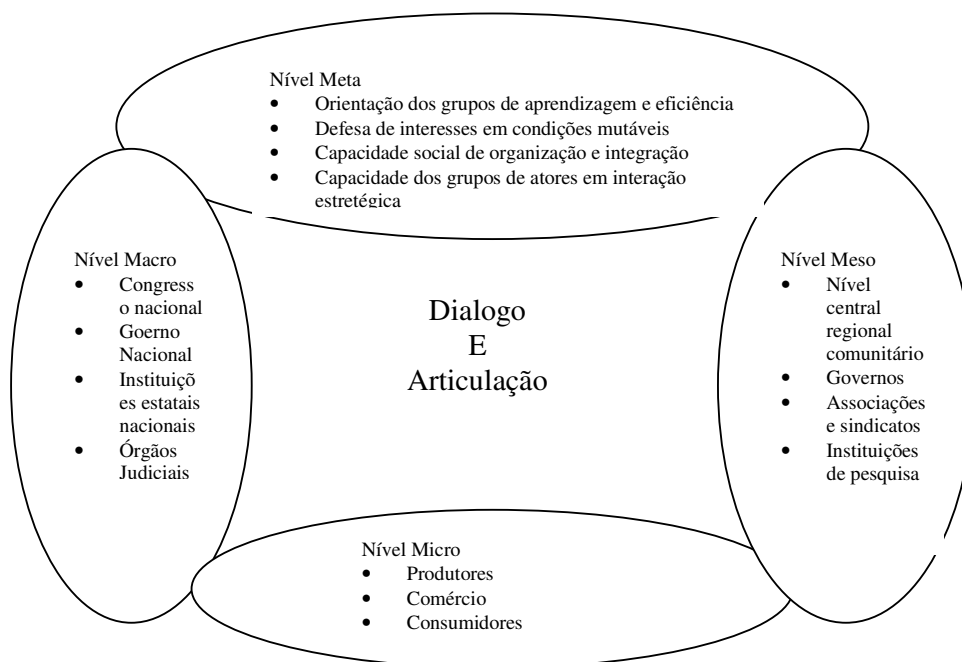 Nível Meta
• Orientação dos grupos de aprendizagem e eficiência
• Defesa de interesses em condições mutáveis
• Capacidade social de organização e integração
• Capacidade dos grupos de atores em interação
estretégica
Nível Macro
• Congress
o nacional
• Goerno
Nacional
• Instituiçõ
es estatais
nacionais
• Órgãos
Judiciais
Dialogo
E
Articulação
Nível Meso
• Nível
central
regional
comunitário
• Governos
• Associações
e sindicatos
• Instituições
de pesquisa
Nível Micro
• Produtores
• Comércio
• Consumidores